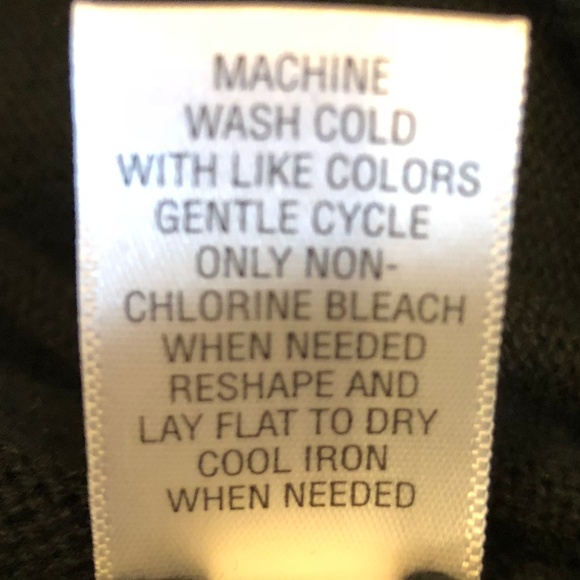 MACHINE
WASH COLD
WITH LIKE COLORS
GENTLE CYCLE
ONLY NON-
CHLORINE BLEACH
WHEN NEEDED
RESHAPE AND
LAY FLAT TO DRY
COOL IRON
WHEN NEEDED